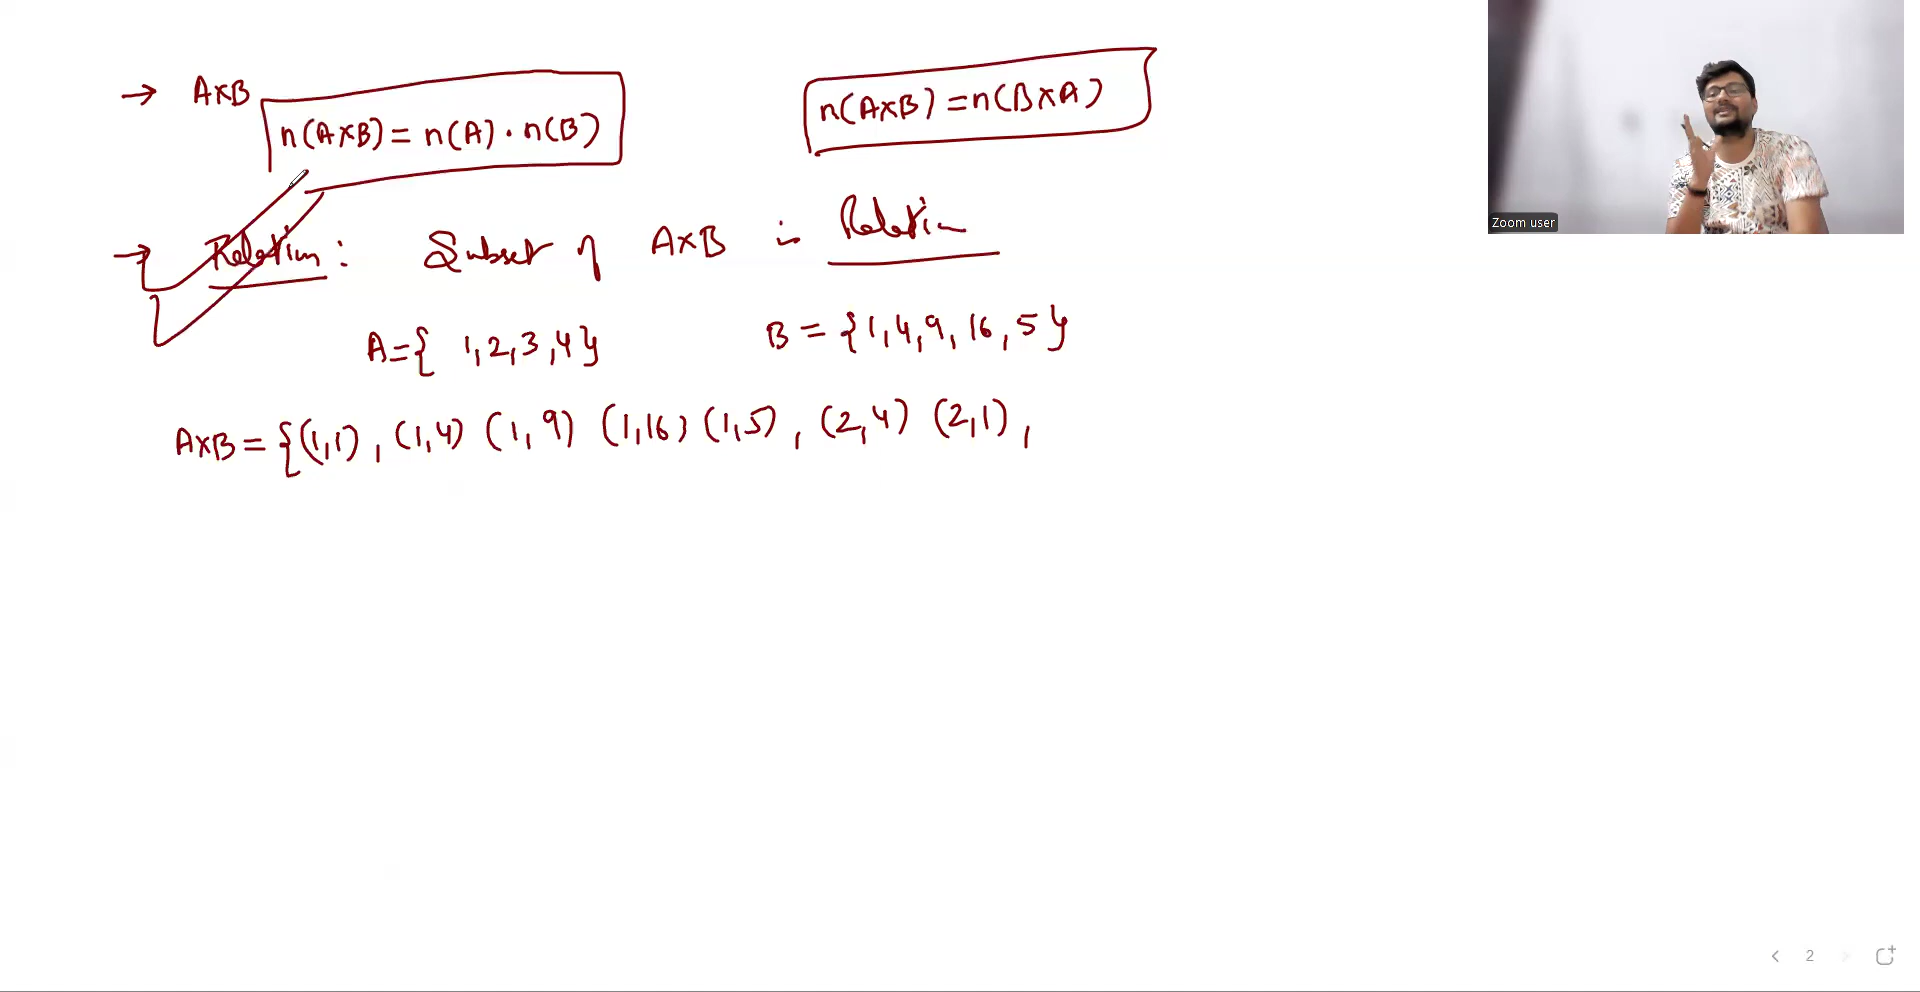 → A×B
n(A×B) = n(A) · n(B)
n(A×B) = n(B×A)
→ Relation : Subset of A×B is Relation
A = { 1, 2, 3, 4 }
B = { 1, 4, 9, 16, 5 }
A×B = { (1,1) , (1,4) (1,9) (1,16) (1,5) , (2,4) (2,1) ,
Zoom user
2